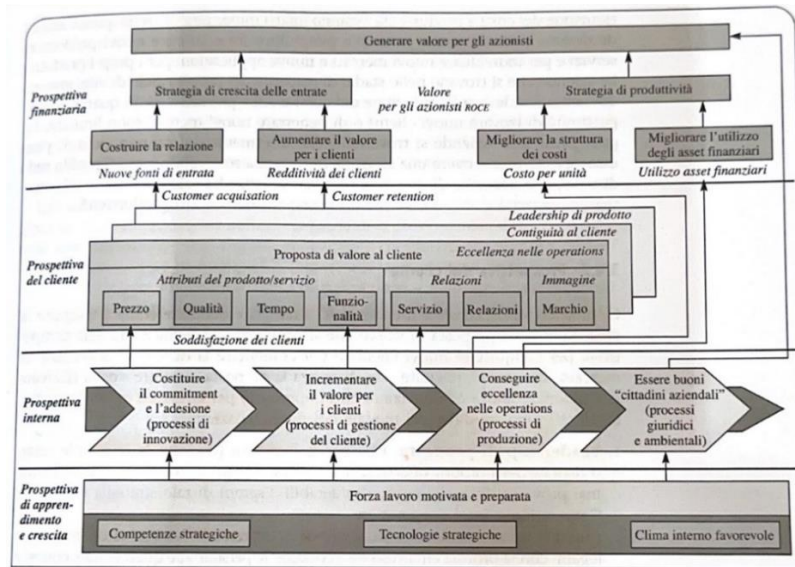 Generare valore per gli azionisti
Prospettiva
finanziaria
Strategia di crescita delle entrate
Valore
per gli azionisti ROCE
Strategia di produttività
Costruire la relazione
Aumentare il valore
per i clienti
Migliorare la struttura
dei costi
Migliorare l'utilizzo
degli asset finanziari
Nuove fonti di entrata
Redditività dei clienti
Costo per unità
Utilizzo asset finanziari
Customer acquisation
Customer retention
Leadership di prodotto
Contiguità al cliente
Prospettiva
del cliente
Proposta di valore al cliente
Eccellenza nelle operations
Attributi del prodotto/servizio
Relazioni
Immagine
Prezzo
Qualità
Tempo
Funzio-
nalità
Servizio
Relazioni
Marchio
Soddisfazione dei clienti
Prospettiva
interna
Costituire
il commitment
e l'adesione
(processi di
innovazione)
Incrementare
il valore per
i clienti
(processi di gestione
del cliente)
Conseguire
eccellenza
nelle operations
(processi di
produzione)
Essere buoni
"cittadini aziendali"
(processi
giuridici
e ambientali)
Prospettiva
di appren-
dimento
e crescita
Forza lavoro motivata e preparata
Competenze strategiche
Tecnologie strategiche
Clima interno favorevole